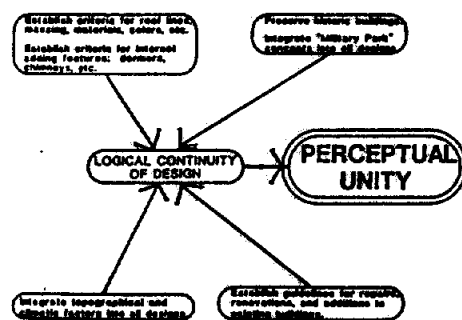 Establish criteria for roof lines,
massing, materials, colors, etc.
Establish criteria for interest
adding features: dormers,
chimneys, etc.
Preserve historic buildings.
Integrate "Military Park"
concepts into all designs.
LOGICAL CONTINUITY
OF DESIGN
PERCEPTUAL
UNITY
Integrate topographical and
climatic factors into all designs.
Establish guidelines for repairs,
renovations, and additions to
existing buildings.